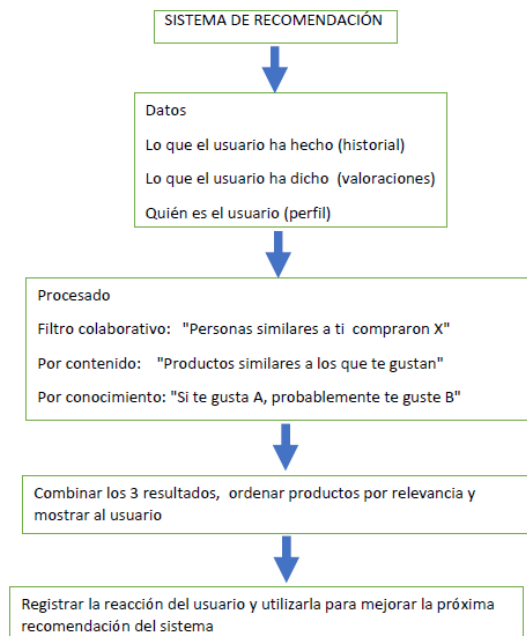 SISTEMA DE RECOMENDACIÓN
Datos
Lo que el usuario ha hecho (historial)
Lo que el usuario ha dicho (valoraciones)
Quién es el usuario (perfil)
Procesado
Filtro colaborativo: "Personas similares a ti compraron X"
Por contenido: "Productos similares a los que te gustan"
Por conocimiento: "Si te gusta A, probablemente te guste B"
Combinar los 3 resultados, ordenar productos por relevancia y
mostrar al usuario
Registrar la reacción del usuario y utilizarla para mejorar la próxima
recomendación del sistema